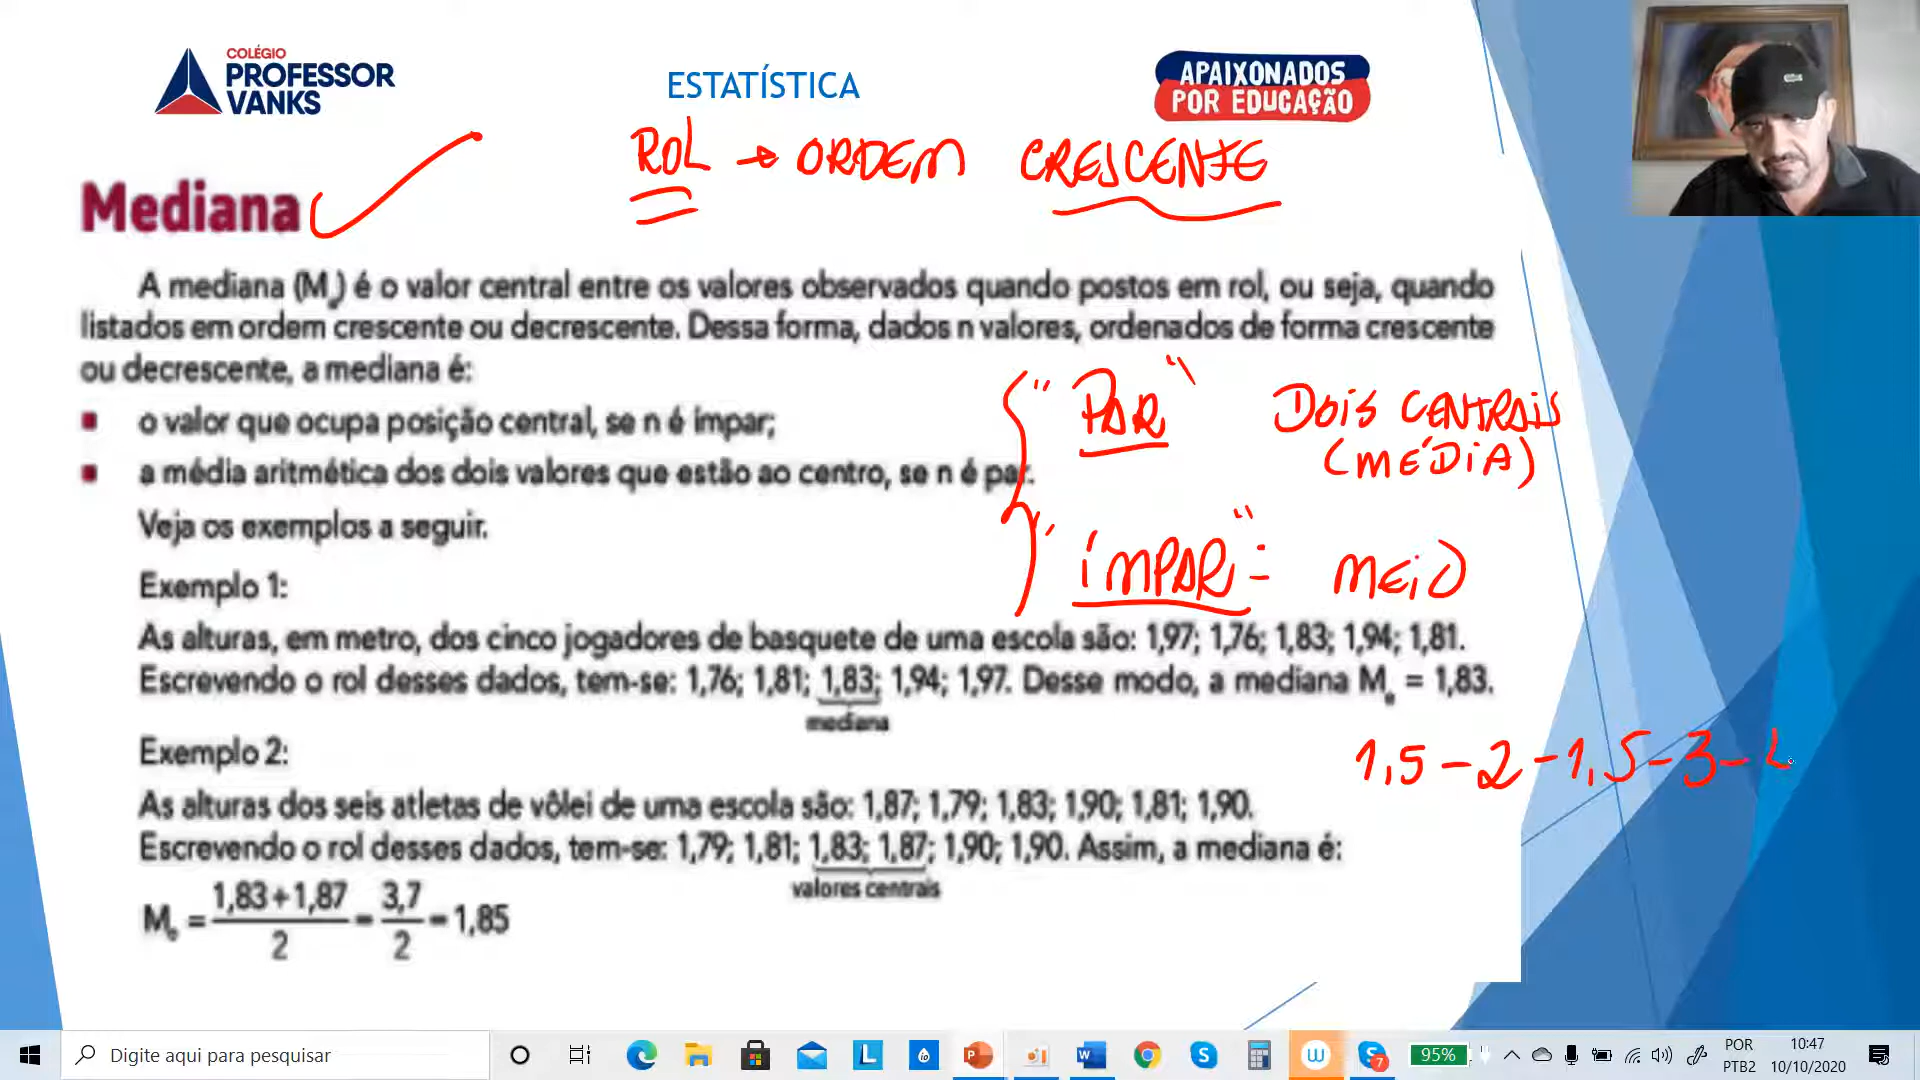 COLÉGIO
PROFESSOR
VANKS
ESTATÍSTICA
APAIXONADOS
POR EDUCAÇÃO
ROL → ORDEM CRESCENTE
Mediana
A mediana (Me) é o valor central entre os valores observados quando postos em rol, ou seja, quando
listados em ordem crescente ou decrescente. Dessa forma, dados n valores, ordenados de forma crescente
ou decrescente, a mediana é:
■ o valor que ocupa posição central, se n é ímpar;
■ a média aritmética dos dois valores que estão ao centro, se n é par.
"PAR" DOIS CENTRAIS
(MÉDIA)
Veja os exemplos a seguir.
"ÍMPAR" = MEIO
Exemplo 1:
As alturas, em metro, dos cinco jogadores de basquete de uma escola são: 1,97; 1,76; 1,83; 1,94; 1,81.
Escrevendo o rol desses dados, tem-se: 1,76; 1,81; 1,83; 1,94; 1,97. Desse modo, a mediana Me = 1,83.
mediana
1,5 - 2 - 1,5 - 3 -
Exemplo 2:
As alturas dos seis atletas de vôlei de uma escola são: 1,87; 1,79; 1,83; 1,90; 1,81; 1,90.
Escrevendo o rol desses dados, tem-se: 1,79; 1,81; 1,83; 1,87; 1,90; 1,90. Assim, a mediana é:
valores centrais
Me = 1,83+1,87/2 = 3,7/2 = 1,85
Digite aqui para pesquisar
L
io
P
W
W
S
7
95%
POR
PTB2
10:47
10/10/2020